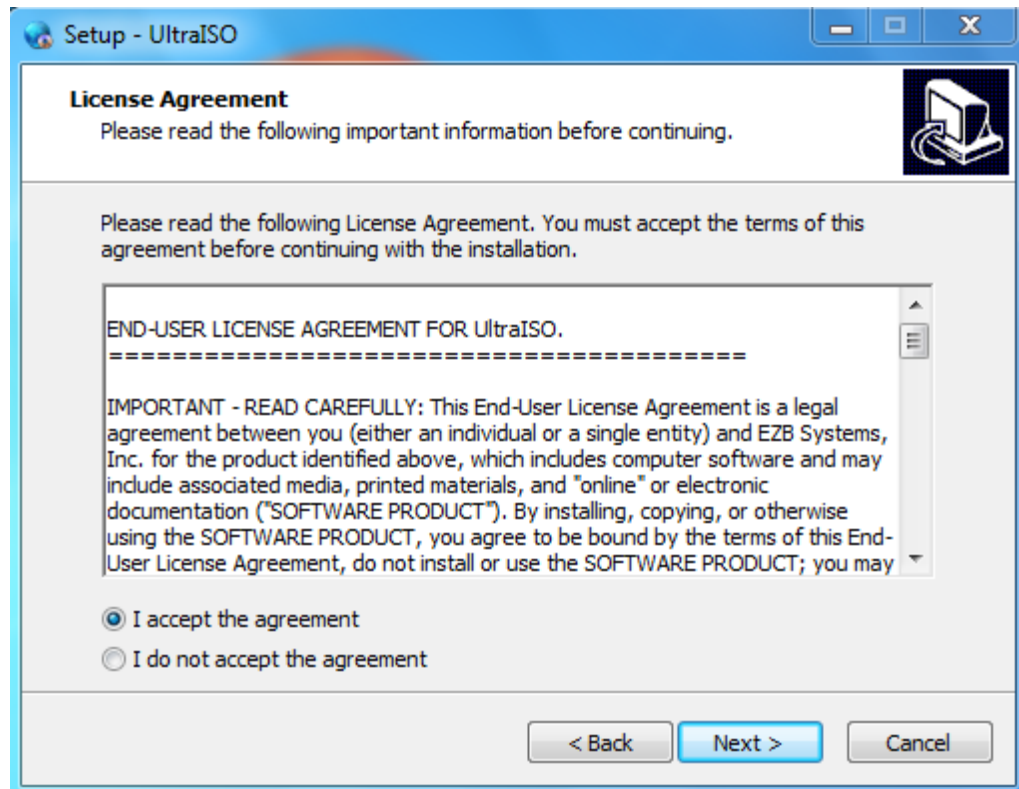 Setup - UltraISO
License Agreement
Please read the following important information before continuing.
Please read the following License Agreement. You must accept the terms of this
agreement before continuing with the installation.
END-USER LICENSE AGREEMENT FOR UltraISO.
========================================
IMPORTANT - READ CAREFULLY: This End-User License Agreement is a legal
agreement between you (either an individual or a single entity) and EZB Systems,
Inc. for the product identified above, which includes computer software and may
include associated media, printed materials, and "online" or electronic
documentation ("SOFTWARE PRODUCT"). By installing, copying, or otherwise
using the SOFTWARE PRODUCT, you agree to be bound by the terms of this End-
User License Agreement, do not install or use the SOFTWARE PRODUCT; you may
I accept the agreement
I do not accept the agreement
< Back Next > Cancel